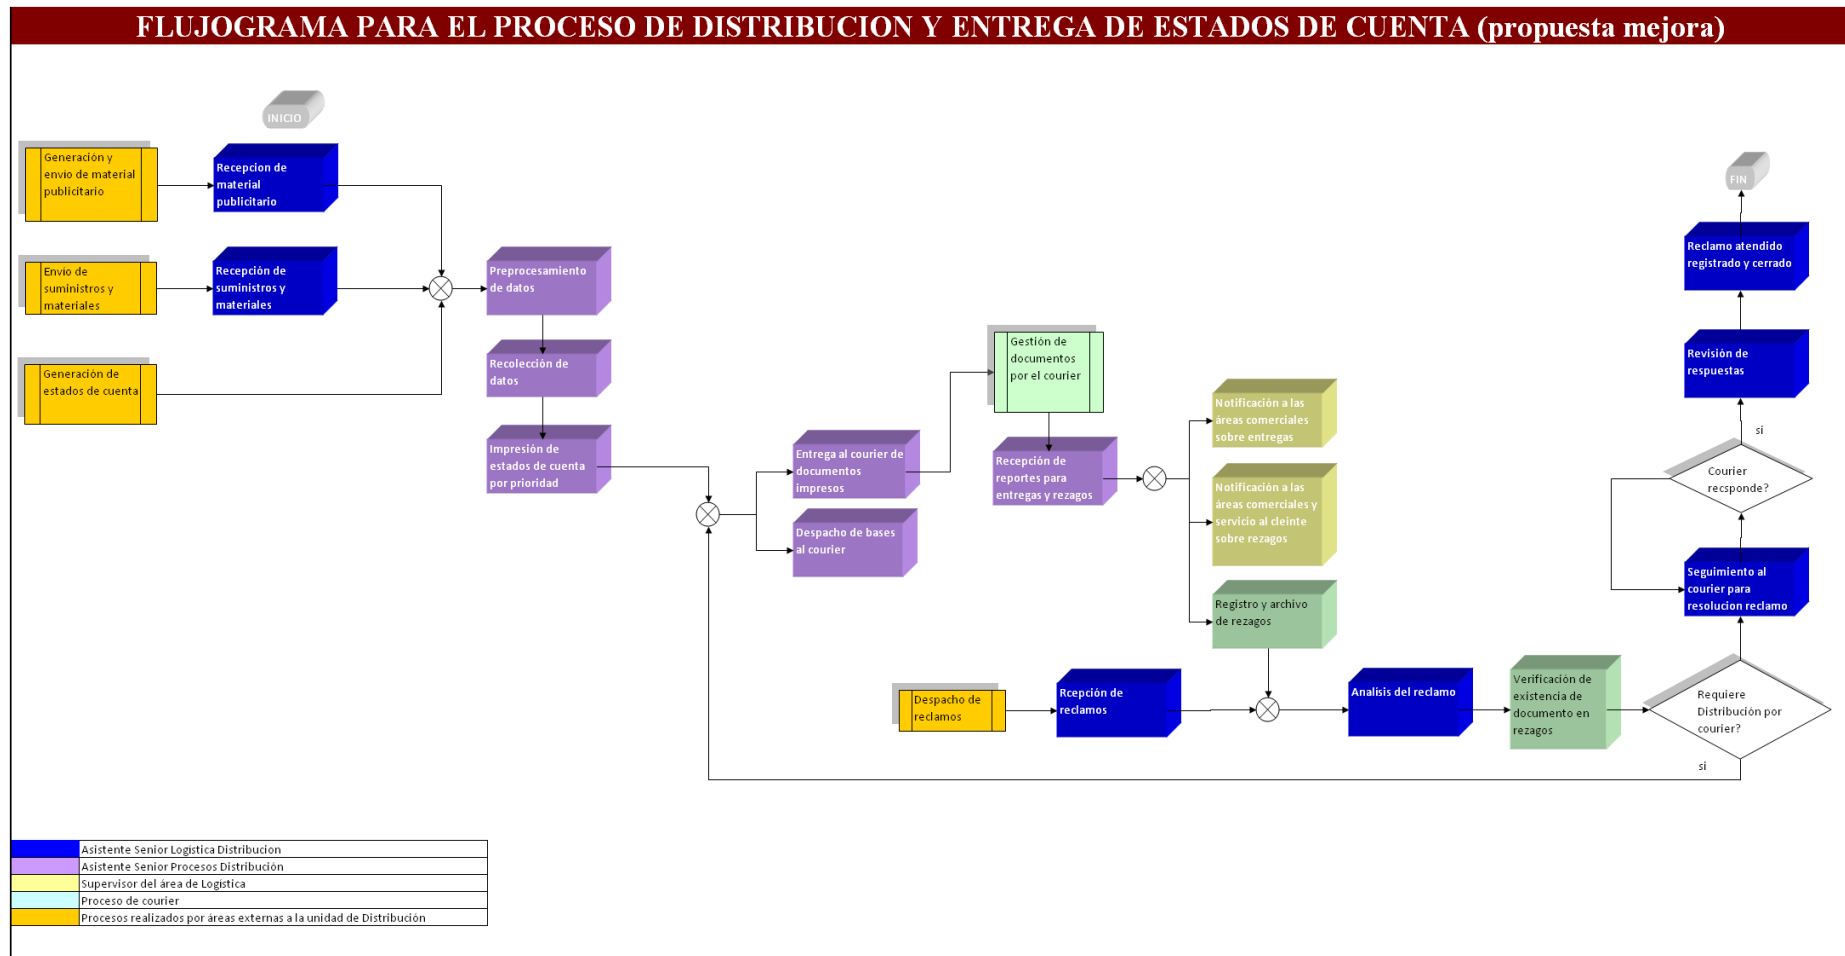 FLUJOGRAMA PARA EL PROCESO DE DISTRIBUCION Y ENTREGA DE ESTADOS DE CUENTA (propuesta mejora)
INICIO
Generación y
envío de material
publicitario
Recepcion de
material
publicitario
Envío de
suministros y
materiales
Recepción de
suministros y
materiales
Generación de
estados de cuenta
Preprocesamiento
de datos
Recolección de
datos
Impresión de
estados de cuenta
por prioridad
Entrega al courier de
documentos
impresos
Despacho de bases
al courier
Gestión de
documentos
por el courier
Recepción de
reportes para
entregas y rezagos
Notificación a las
áreas comerciales
sobre entregas
Notificación a las
áreas comerciales y
servicio al cleinte
sobre rezagos
Registro y archivo
de rezagos
Despacho de
reclamos
Rcepción de
reclamos
Analisis del reclamo
Verificación de
existencia de
documento en
rezagos
Requiere
Distribución por
courier?
si
Seguimiento al
courier para
resolucion reclamo
Courier
recsponde?
si
Revisión de
respuestas
Reclamo atendido
registrado y cerrado
FIN
Asistente Senior Logística Distribucion
Asistente Senior Procesos Distribución
Supervisor del área de Logística
Proceso de courier
Procesos realizados por áreas externas a la unidad de Distribución